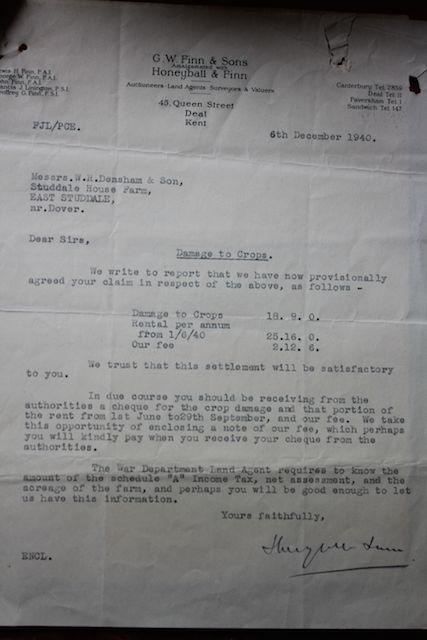 G. W. Finn & Sons
Amalgamated with
Honeyball & Finn
Auctioneers Land Agents Surveyors & Valuers
45, Queen Street
Deal
Kent
H. Finn, F.A.I.
W. Finn, F.A.I.
Finn, F.A.I.
J. Linington, P.S.I.
G. Finn, F.S.I.
Canterbury Tel. 2859
Deal Tel. 11
Faversham Tel. 1
Sandwich Tel. 147
FJL/PCE.
6th December 1940.
Messrs.W.R.Densham & Son,
Studdale House Farm,
EAST STUDDALE,
nr.Dover.
Dear Sirs,
Damage to Crops.
We write to report that we have now provisionally
agreed your claim in respect of the above, as follows -
Damage to Crops 18. 9. 0.
Rental per annum
from 1/6/40 25.16. 0.
Our fee 2.12. 6.
We trust that this settlement will be satisfactory
to you.
In due course you should be receiving from the
authorities a cheque for the crop damage and that portion of
the rent from 1st June to29th September, and our fee. We take
this opportunity of enclosing a note of our fee, which perhaps
you will kindly pay when you receive your cheque from the
authorities.
The War Department Land Agent requires to know the
amount of the schedule "A" Income Tax, net assessment, and the
acreage of the farm, and perhaps you will be good enough to let
us have this information.
Yours faithfully,
ENCL.